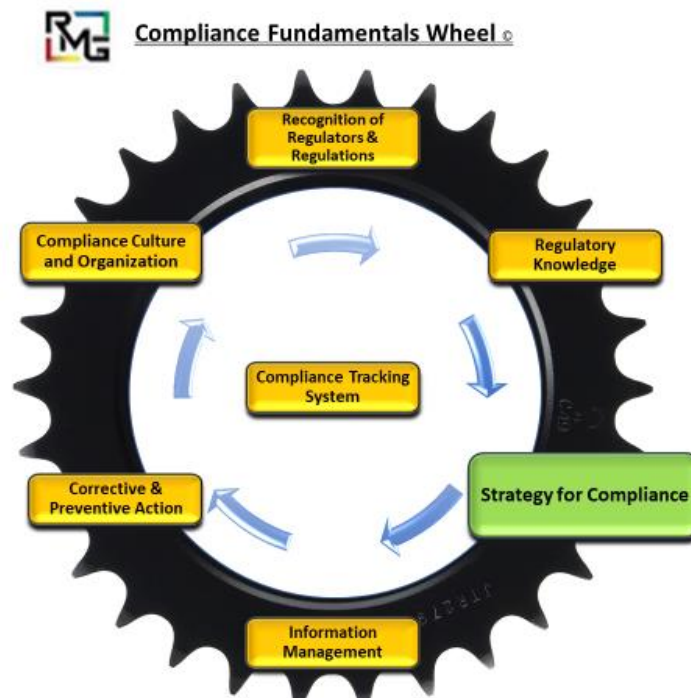 RMG
Compliance Fundamentals Wheel ©
Recognition of
Regulators &
Regulations
Compliance Culture
and Organization
Regulatory
Knowledge
Compliance Tracking
System
Strategy for Compliance
Corrective &
Preventive Action
Information
Management